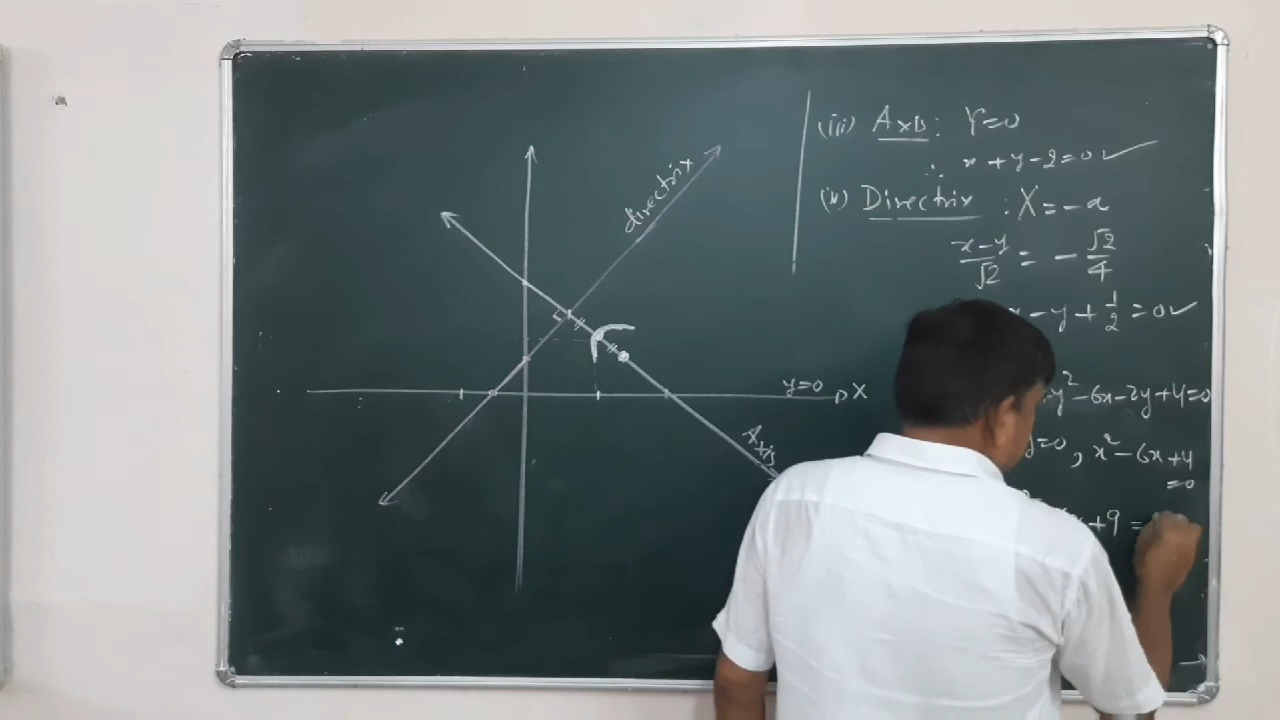 directrix
y=0 X
Axis
(iii) Axis: Y=0
∴ x+y-2=0 ✓
(iv) Directrix : X=-a
x-y/√2 = - √2/4
x-y+1/2=0 ✓
y²-6x-2y+4=0
y=0, x²-6x+4
=0
+9 =